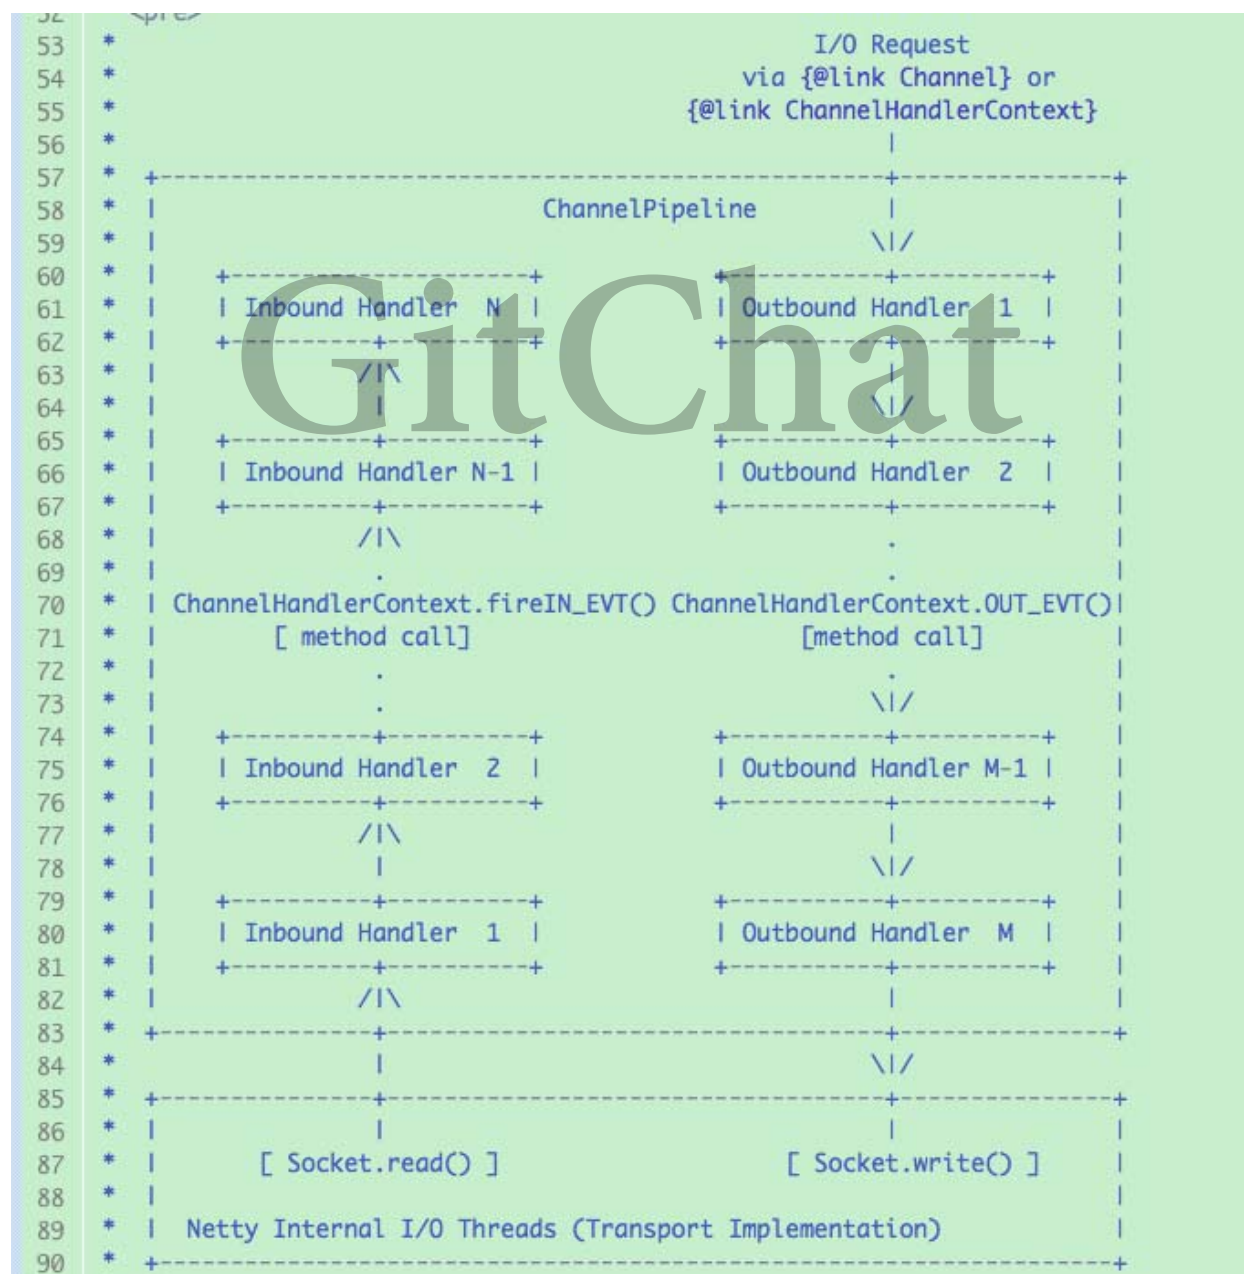 52    <pre>
53  *                                                  I/O Request
54  *                                             via {@link Channel} or
55  *                                         {@link ChannelHandlerContext}
56  *                                                       |
57  *  +----------------------------------------------------+---------------+
58  *  |                           ChannelPipeline          |               |
59  *  |                                                   \|/              |
60  *  |    +---------------------+            +-----------+----------+     |
61  *  |    | Inbound Handler  N  |            | Outbound Handler  1  |     |
62  *  |    +----------+----------+            +-----------+----------+     |
63  *  |              /|\                                  |                |
64  *  |               |                                  \|/               |
65  *  |    +----------+----------+            +-----------+----------+     |
66  *  |    | Inbound Handler N-1 |            | Outbound Handler  2  |     |
67  *  |    +----------+----------+            +-----------+----------+     |
68  *  |              /|\                                  .                |
69  *  |               .                                   .                |
70  *  | ChannelHandlerContext.fireIN_EVT() ChannelHandlerContext.OUT_EVT()|
71  *  |        [ method call]                       [method call]          |
72  *  |               .                                   .                |
73  *  |               .                                  \|/               |
74  *  |    +----------+----------+            +-----------+----------+     |
75  *  |    | Inbound Handler  2  |            | Outbound Handler M-1 |     |
76  *  |    +----------+----------+            +-----------+----------+     |
77  *  |              /|\                                  |                |
78  *  |               |                                  \|/               |
79  *  |    +----------+----------+            +-----------+----------+     |
80  *  |    | Inbound Handler  1  |            | Outbound Handler  M  |     |
81  *  |    +----------+----------+            +-----------+----------+     |
82  *  |              /|\                                  |                |
83  *  +---------------+-----------------------------------+----------------+
84  *                  |                                  \|/
85  *  +---------------+-----------------------------------+----------------+
86  *  |               |                                   |                |
87  *  |       [ Socket.read() ]                    [ Socket.write() ]      |
88  *  |                                                                    |
89  *  |  Netty Internal I/O Threads (Transport Implementation)             |
90  *  +--------------------------------------------------------------------+
GitChat